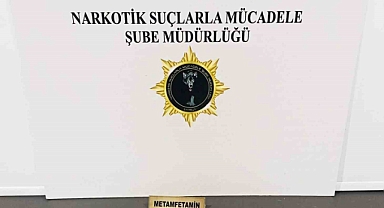 NARKOTİK SUÇLARLA MÜCADELE
ŞUBE MÜDÜRLÜĞÜ
METAMFETAMİN